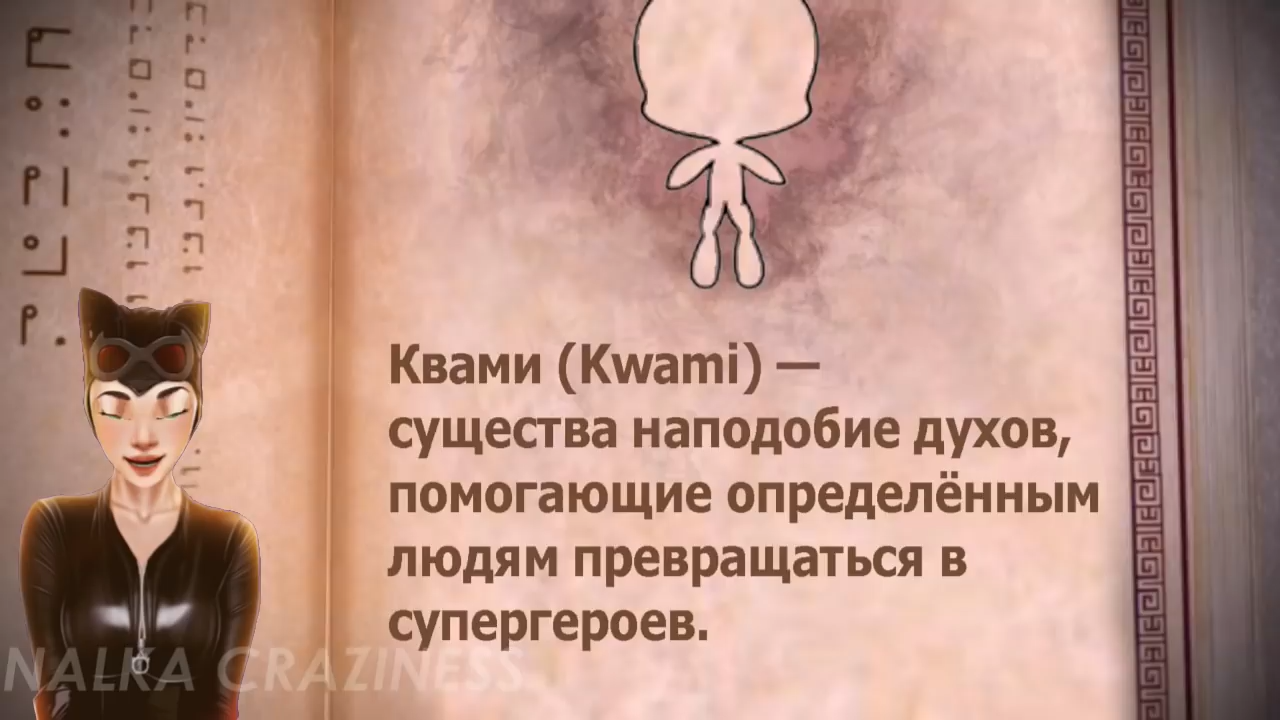 Квами (Kwami) —
существа наподобие духов,
помогающие определённым
людям превращаться в
супергероев.
NALKA CRAZINESS